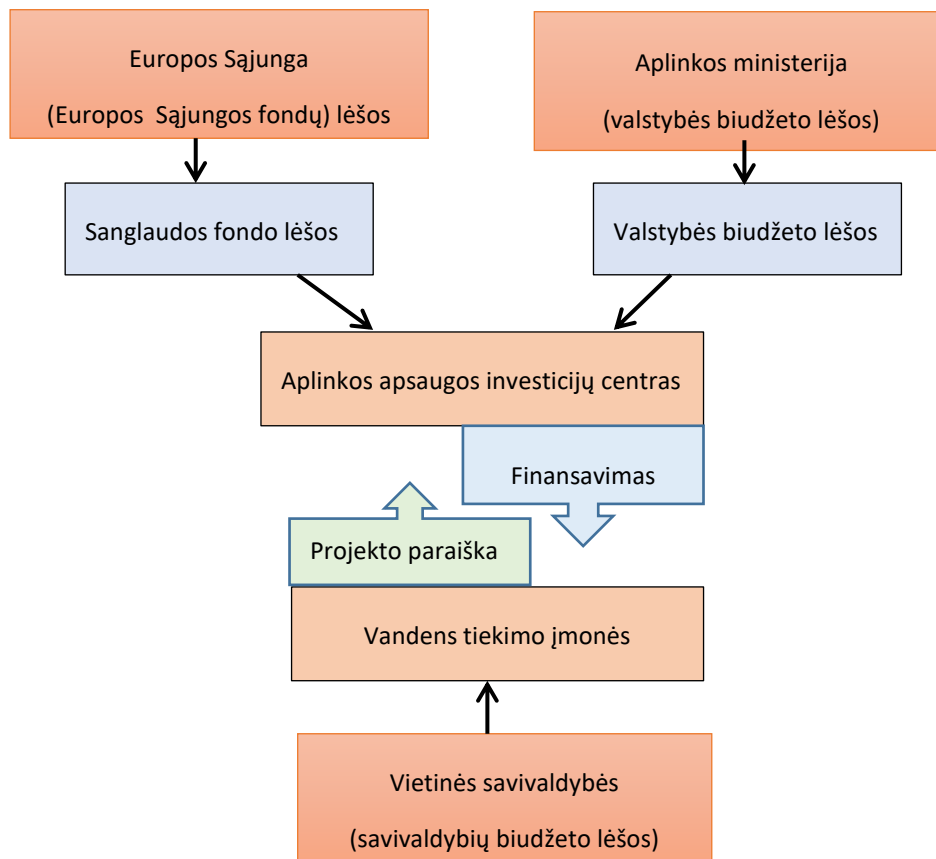 Europos Sąjunga
(Europos Sąjungos fondų) lėšos
Aplinkos ministerija
(valstybės biudžeto lėšos)
Sanglaudos fondo lėšos
Valstybės biudžeto lėšos
Aplinkos apsaugos investicijų centras
Finansavimas
Projekto paraiška
Vandens tiekimo įmonės
Vietinės savivaldybės
(savivaldybių biudžeto lėšos)